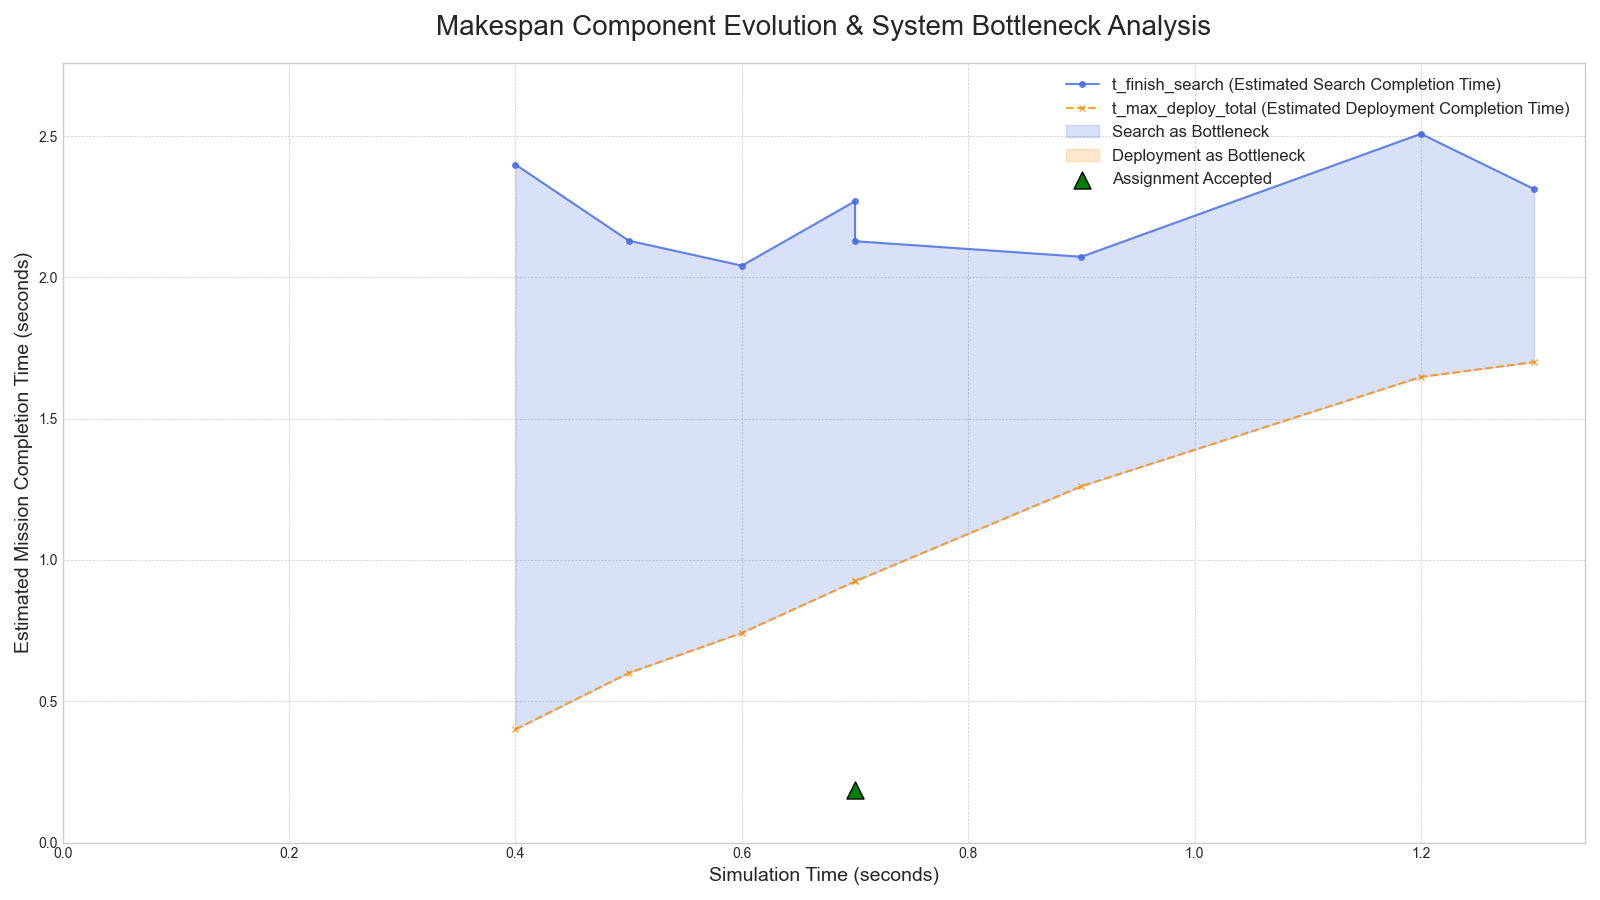 Makespan Component Evolution & System Bottleneck Analysis
t_finish_search (Estimated Search Completion Time)
t_max_deploy_total (Estimated Deployment Completion Time)
Search as Bottleneck
Deployment as Bottleneck
Assignment Accepted
Estimated Mission Completion Time (seconds)
2.5
2.0
1.5
1.0
0.5
0.0
0.0 0.2 0.4 0.6 0.8 1.0 1.2
Simulation Time (seconds)